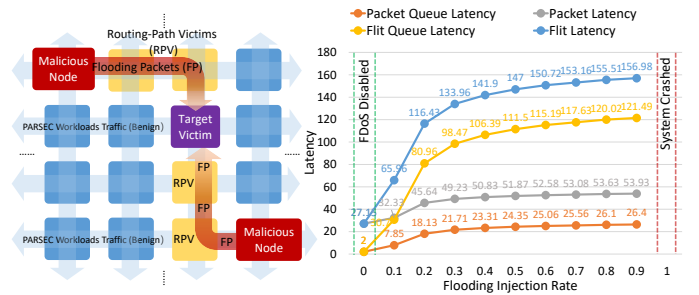 ......
Routing-Path Victims
(RPV)
Malicious
Node
Flooding Packets (FP)
PARSEC Workloads Traffic (Benign)
Target
Victim
......
......
FP
RPV
FP
PARSEC Workloads Traffic (Benign)
RPV
FP
Malicious
Node
......
Packet Queue Latency
Packet Latency
Flit Queue Latency
Flit Latency
Latency
180
160
140
120
100
80
60
40
20
0
FDoS Disabled
System Crashed
27.15
65.56
116.43
133.96
141.9
147
150.72
153.16
155.51
156.98
2
80.96
98.47
106.39
111.5
115.19
117.63
120.02
121.49
32.33
45.64
49.23
50.83
51.87
52.58
53.08
53.63
53.93
7.85
18.13
21.71
23.31
24.35
25.06
25.56
26.1
26.4
0 0.1 0.2 0.3 0.4 0.5 0.6 0.7 0.8 0.9 1
Flooding Injection Rate